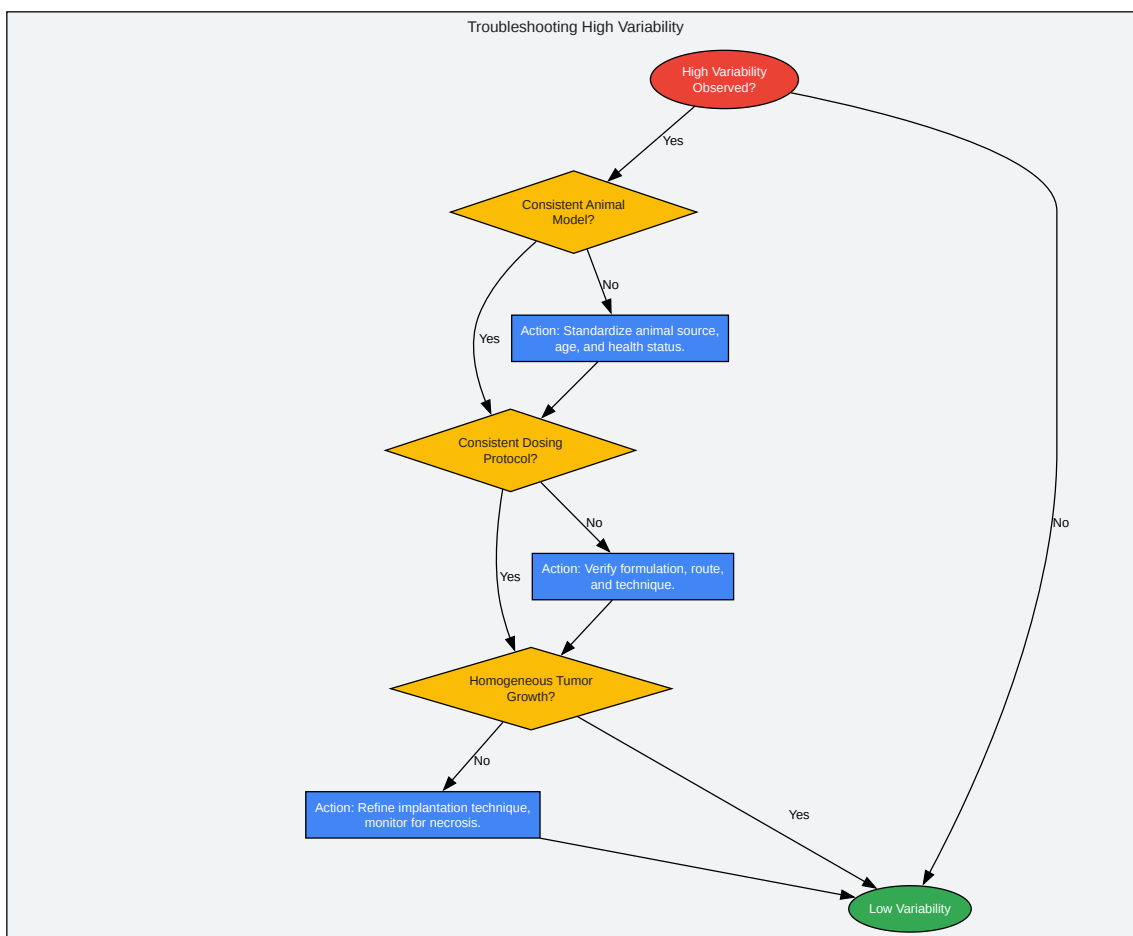 Troubleshooting High Variability
High Variability
Observed?
Yes
Consistent Animal
Model?
No
Yes
Action: Standardize animal source,
age, and health status.
Consistent Dosing
Protocol?
No
No
Yes
Action: Verify formulation, route,
and technique.
Homogeneous Tumor
Growth?
No
Yes
Action: Refine implantation technique,
monitor for necrosis.
Low Variability